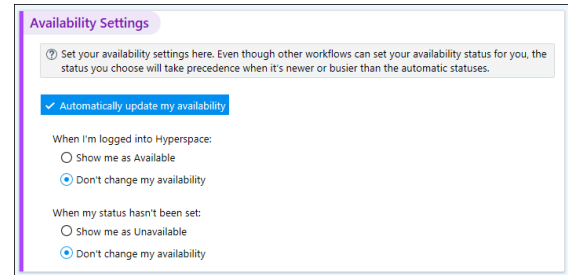 Availability Settings
Set your availability settings here. Even though other workflows can set your availability status for you, the
status you choose will take precedence when it's newer or busier than the automatic statuses.
Automatically update my availability
When I'm logged into Hyperspace:
Show me as Available
Don't change my availability
When my status hasn't been set:
Show me as Unavailable
Don't change my availability